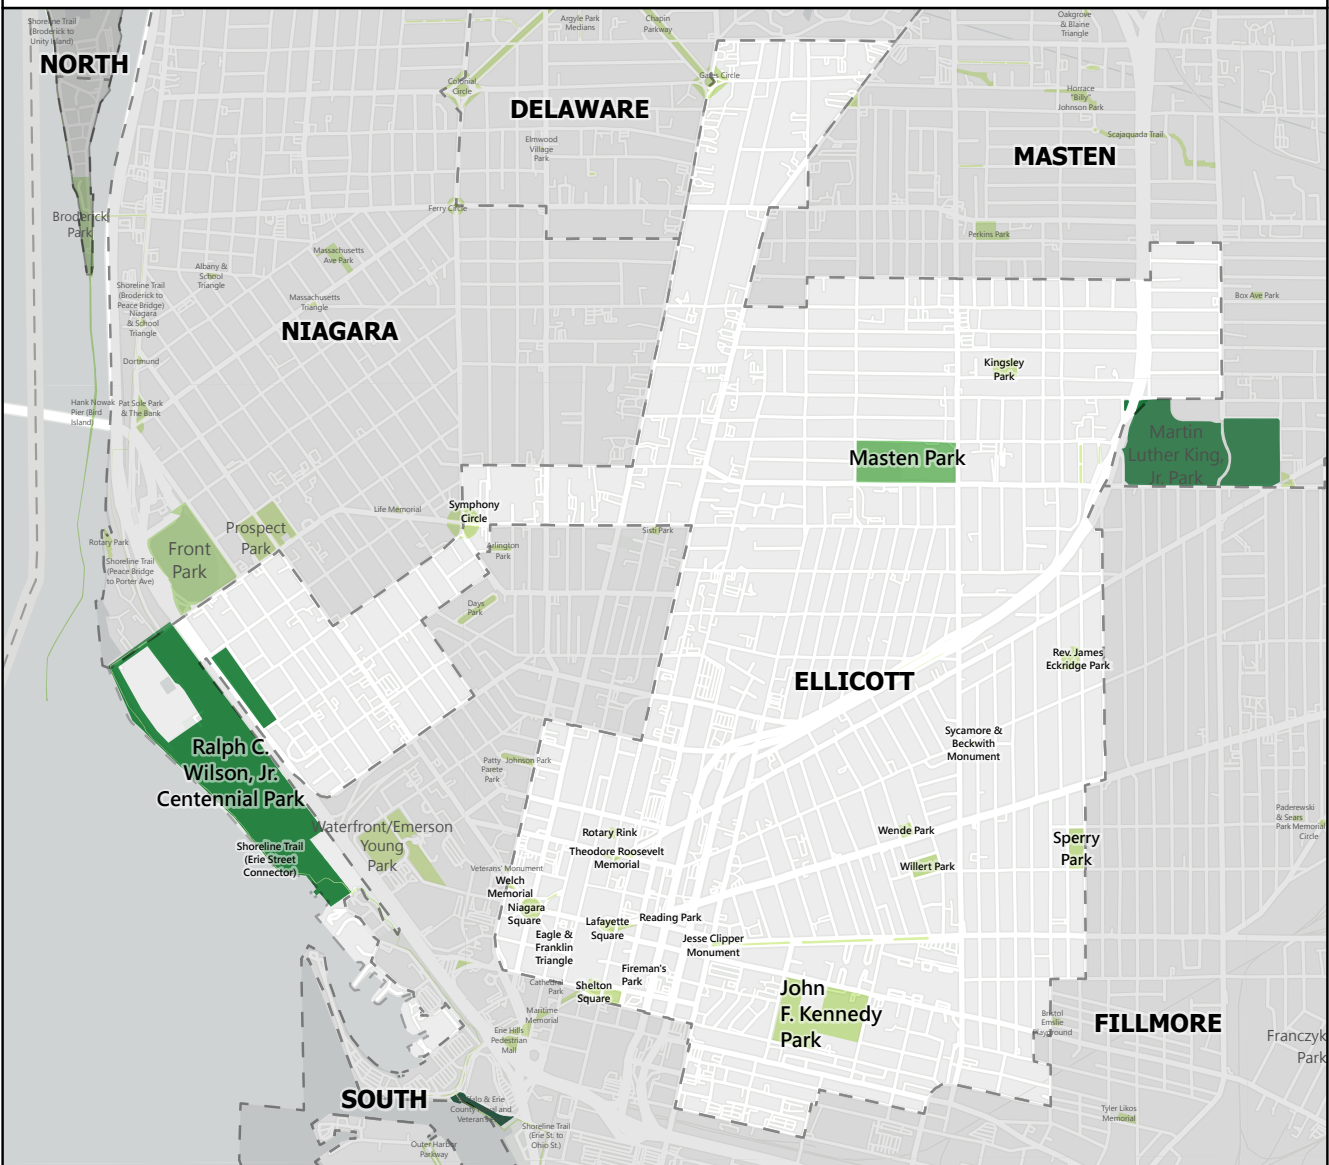 Shoreline Trail
(Broderick to
Unity Island)
NORTH
Argyle Park
Medians
Chapin
Parkway
Oakgrove
& Blaine
Triangle
Colonial
Circle
Gates Circle
DELAWARE
Horrace
"Billy"
Johnson Park
Scajaquada Trail
Elmwood
Village
Park
MASTEN
Ferry Circle
Broderick
Park
Perkins Park
Massachusetts
Ave Park
Albany &
School
Triangle
Shoreline Trail
(Broderick to
Peace Bridge)
Niagara
& School
Triangle
Massachusetts
Triangle
Box Ave Park
NIAGARA
Dortmund
Kingsley
Park
Hank Nowak
Pier (Bird
Island)
Pat Sole Park
& The Bank
Martin
Luther King,
Jr. Park
Masten Park
Symphony
Circle
Life Memorial
Prospect
Park
Front
Park
Rotary Park
Shoreline Trail
(Peace Bridge
to Porter Ave)
Arlington
Park
Sisti Park
Days
Park
Rev. James
Eckridge Park
ELLICOTT
Sycamore &
Beckwith
Monument
Ralph C.
Wilson, Jr.
Centennial Park
Patty
Parete
Park
Johnson Park
Waterfront/Emerson
Young
Park
Shoreline Trail
(Erie Street
Connector)
Rotary Rink
Theodore Roosevelt
Memorial
Wende Park
Willert Park
Sperry
Park
Paderewski
& Sears
Park Memorial
Circle
Veterans' Monument
Welch
Memorial
Niagara
Square
Lafayette
Square
Reading Park
Eagle &
Franklin
Triangle
Jesse Clipper
Monument
Fireman's
Park
Cathedral
Park
Shelton
Square
John
F. Kennedy
Park
Maritime
Memorial
Erie Hills
Pedestrian
Mall
Bristol
Emslie
Playground
FILLMORE
Franczyk
Park
SOUTH
& Erie
County Naval and
Shoreline Trail
(Erie St. to
Ohio St.)
Outer Harbor
Parkway
Tyler Likos
Memorial